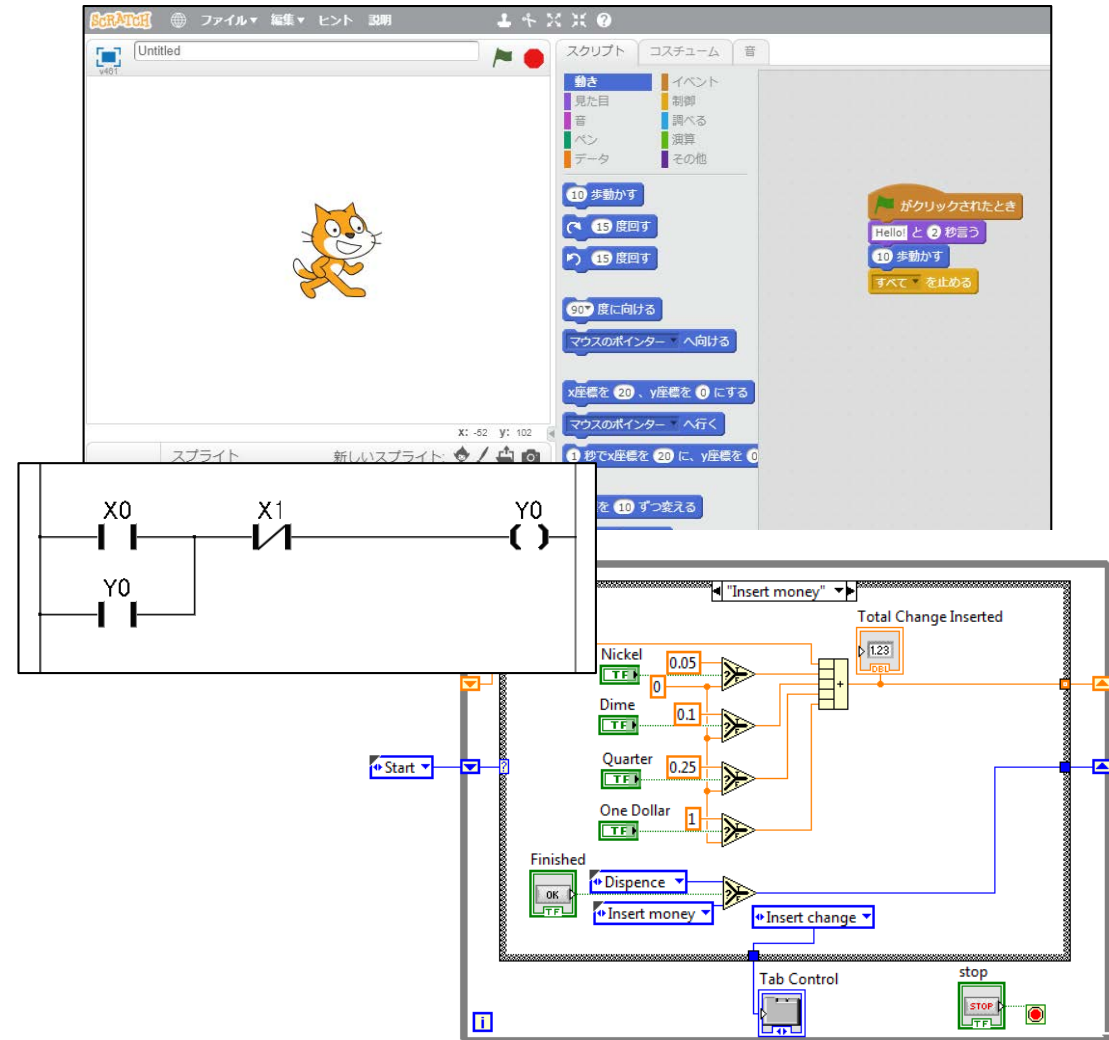 SCRATCH ファイル▼ 編集▼ ヒント 説明
Untitled
v461
スクリプト コスチューム 音
動き イベント
見た目 制御
音 調べる
ペン 演算
データ その他
10 歩動かす
15 度回す
15 度回す
90▼ 度に向ける
マウスのポインター へ向ける
x座標を 20 、y座標を 0 にする
マウスのポインター へ行く
1 秒でx座標を 20 に、y座標を 0
を 10 ずつ変える
がクリックされたとき
Hello! と 2 秒言う
10 歩動かす
すべて を止める
X: -52 y: 102
スプライト 新しいスプライト:
X0 X1 Y0
Y0
"Insert money"
Total Change Inserted
1.23
DBL
Nickel
TF
0.05
0
Dime
TF
0.1
Quarter
TF
0.25
One Dollar
TF
1
+
Start
?
Finished
OK
TF
Dispence
Insert money
Insert change
Tab Control
stop
STOP
TF
i